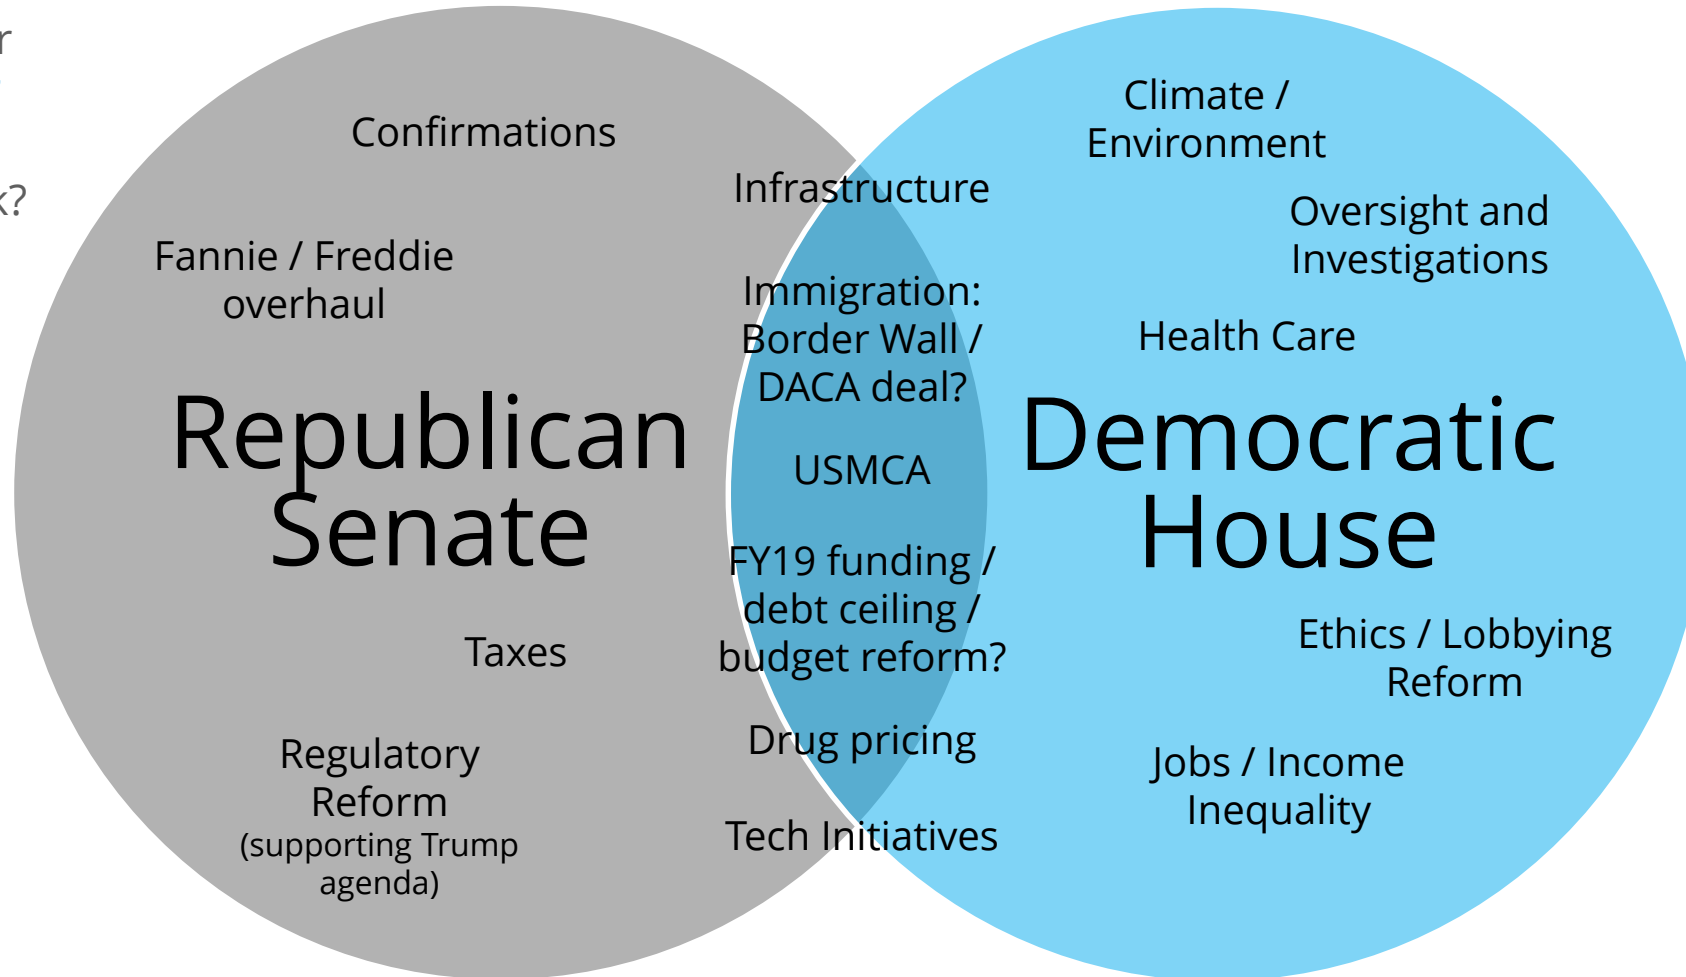 Confirmations
Fannie / Freddie
overhaul
Republican
Senate
Taxes
Regulatory
Reform
(supporting Trump
agenda)
Infrastructure
Immigration:
Border Wall /
DACA deal?
USMCA
FY19 funding /
debt ceiling /
budget reform?
Drug pricing
Tech Initiatives
Climate /
Environment
Oversight and
Investigations
Health Care
Democratic
House
Ethics / Lobbying
Reform
Jobs / Income
Inequality